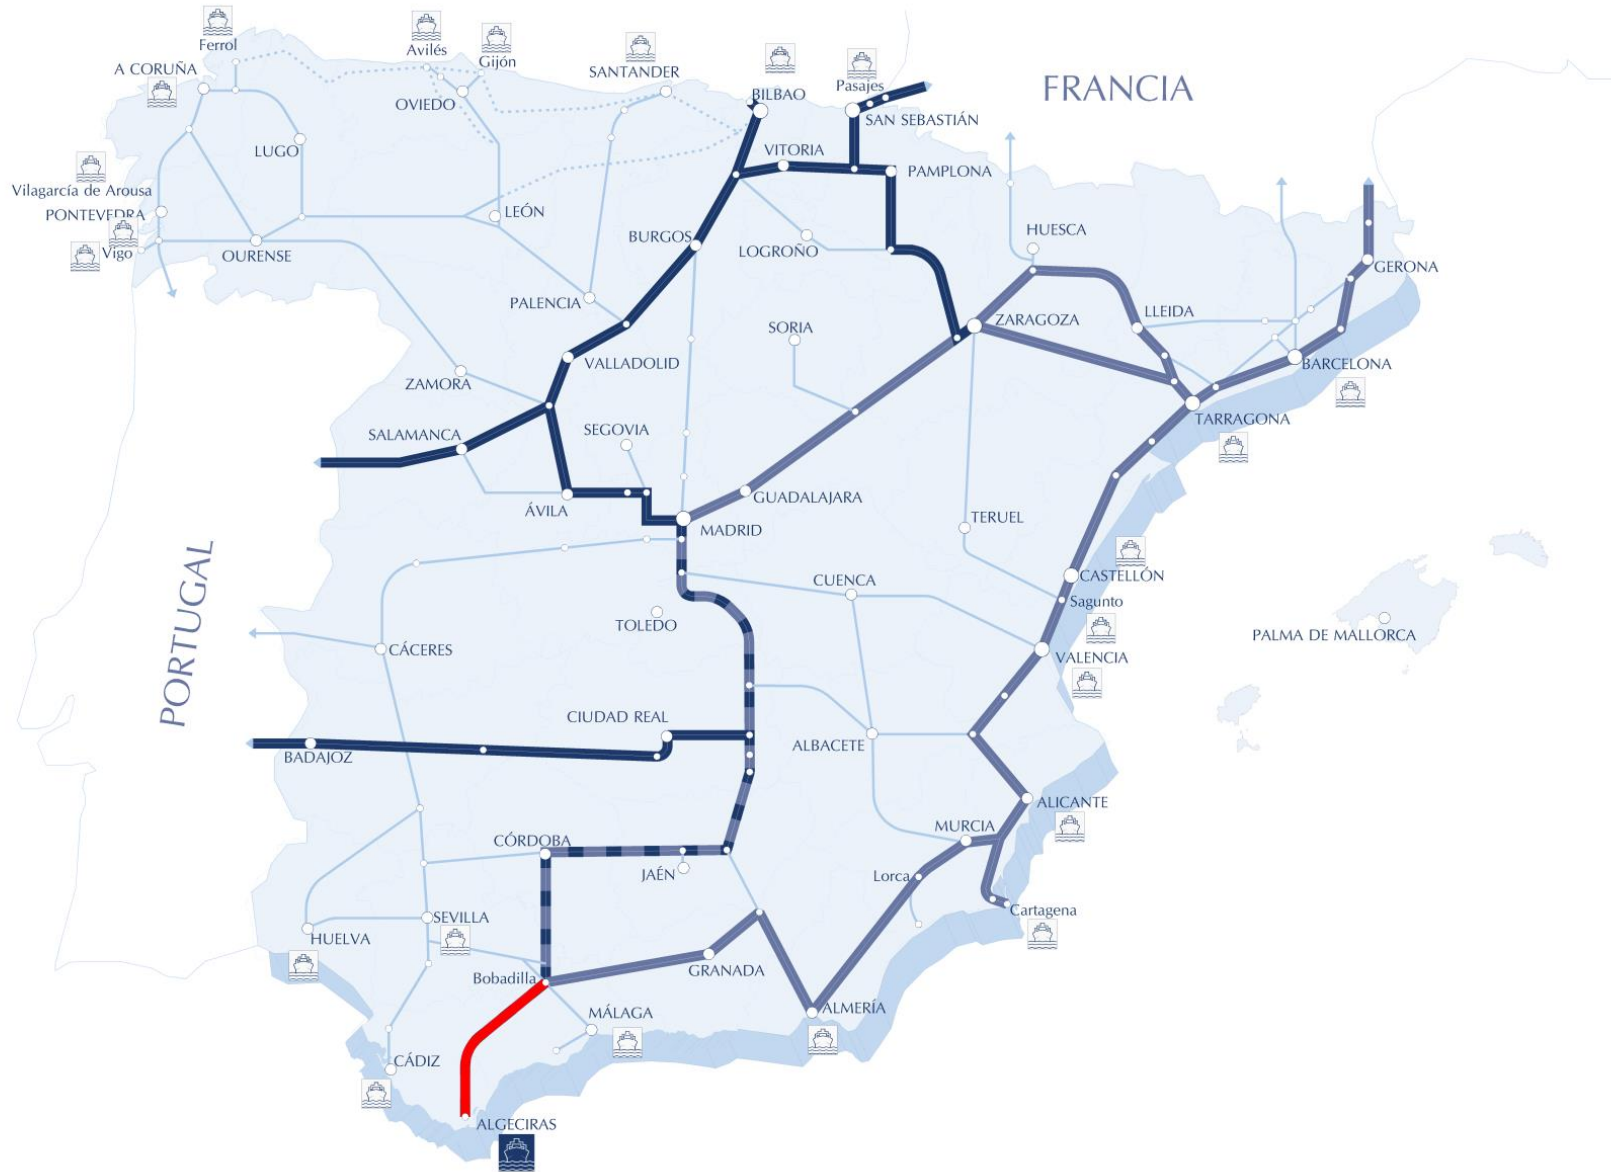 Ferrol
Avilés
Gijón
A CORUÑA
SANTANDER
OVIEDO
BILBAO
Pasajes
SAN SEBASTIÁN
FRANCIA
LUGO
VITORIA
PAMPLONA
Vilagarcía de Arousa
PONTEVEDRA
Vigo
OURENSE
LEÓN
BURGOS
LOGROÑO
HUESCA
GERONA
PALENCIA
SORIA
ZARAGOZA
LLEIDA
VALLADOLID
BARCELONA
ZAMORA
TARRAGONA
SALAMANCA
SEGOVIA
ÁVILA
GUADALAJARA
MADRID
TERUEL
PORTUGAL
CUENCA
CASTELLÓN
Sagunto
TOLEDO
PALMA DE MALLORCA
CÁCERES
VALENCIA
CIUDAD REAL
BADAJOZ
ALBACETE
ALICANTE
CÓRDOBA
MURCIA
JAÉN
Lorca
Cartagena
SEVILLA
HUELVA
Bobadilla
GRANADA
MÁLAGA
ALMERÍA
CÁDIZ
ALGECIRAS